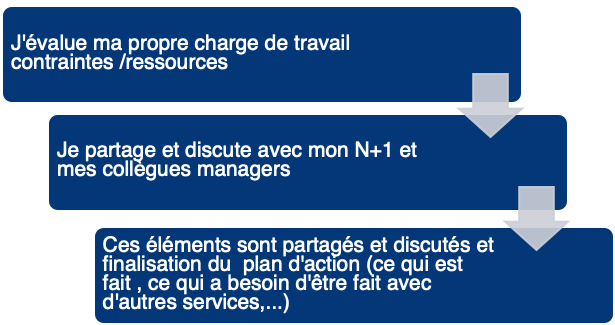 J'évalue ma propre charge de travail
contraintes /ressources
Je partage et discute avec mon N+1 et
mes collègues managers
Ces éléments sont partagés et discutés et
finalisation du  plan d'action (ce qui est
fait , ce qui a besoin d'être fait avec
d'autres services,...)